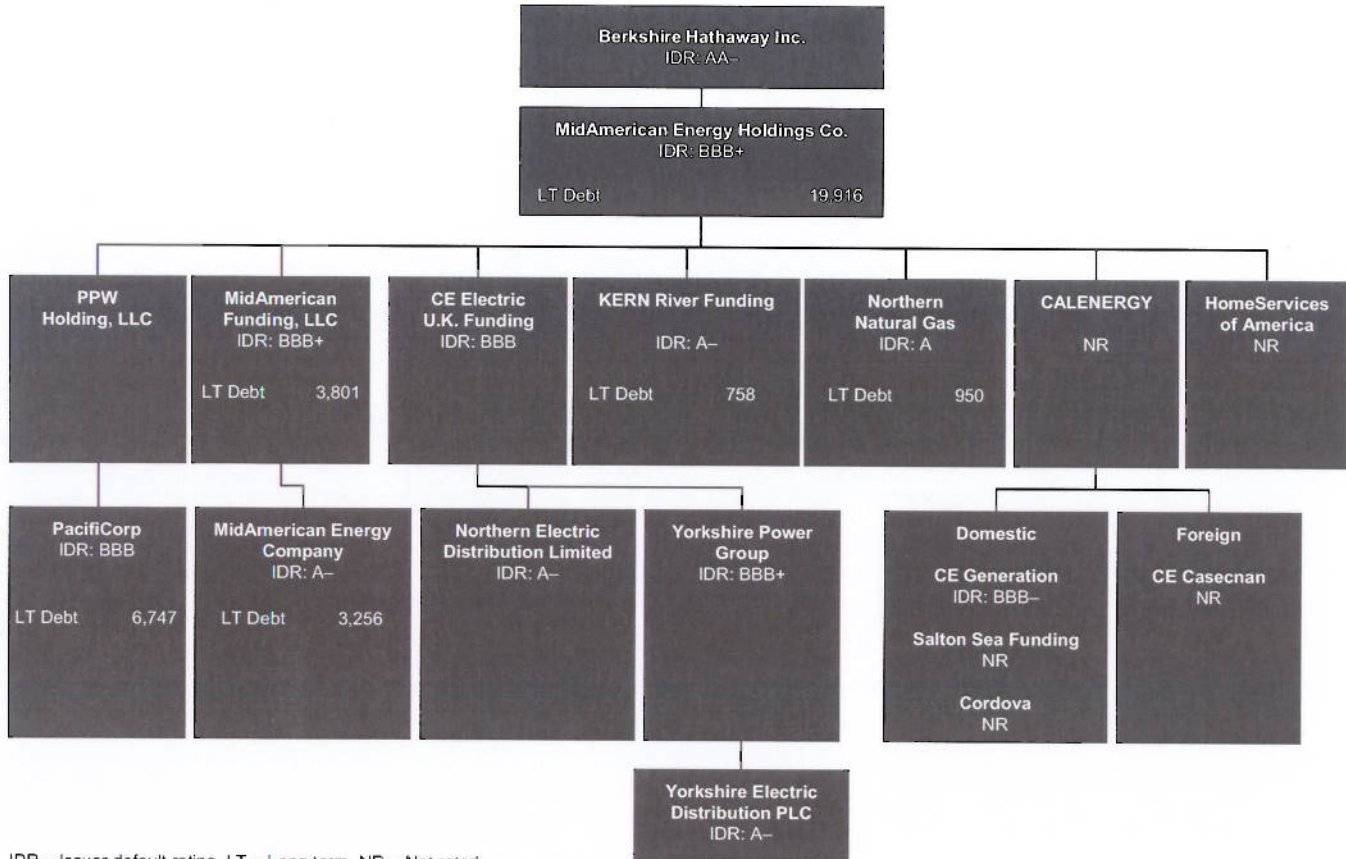 Berkshire Hathaway Inc.
IDR: AA–
MidAmerican Energy Holdings Co.
IDR: BBB+
LT Debt 19,916
PPW
Holding, LLC
MidAmerican
Funding, LLC
IDR: BBB+
LT Debt 3,801
CE Electric
U.K. Funding
IDR: BBB
KERN River Funding
IDR: A–
LT Debt 758
Northern
Natural Gas
IDR: A
LT Debt 950
CALENERGY
NR
HomeServices
of America
NR
PacifiCorp
IDR: BBB
LT Debt 6,747
MidAmerican Energy
Company
IDR: A–
LT Debt 3,256
Northern Electric
Distribution Limited
IDR: A–
Yorkshire Power
Group
IDR: BBB+
Domestic
CE Generation
IDR: BBB–
Salton Sea Funding
NR
Cordova
NR
Foreign
CE Casecnan
NR
Yorkshire Electric
Distribution PLC
IDR: A–